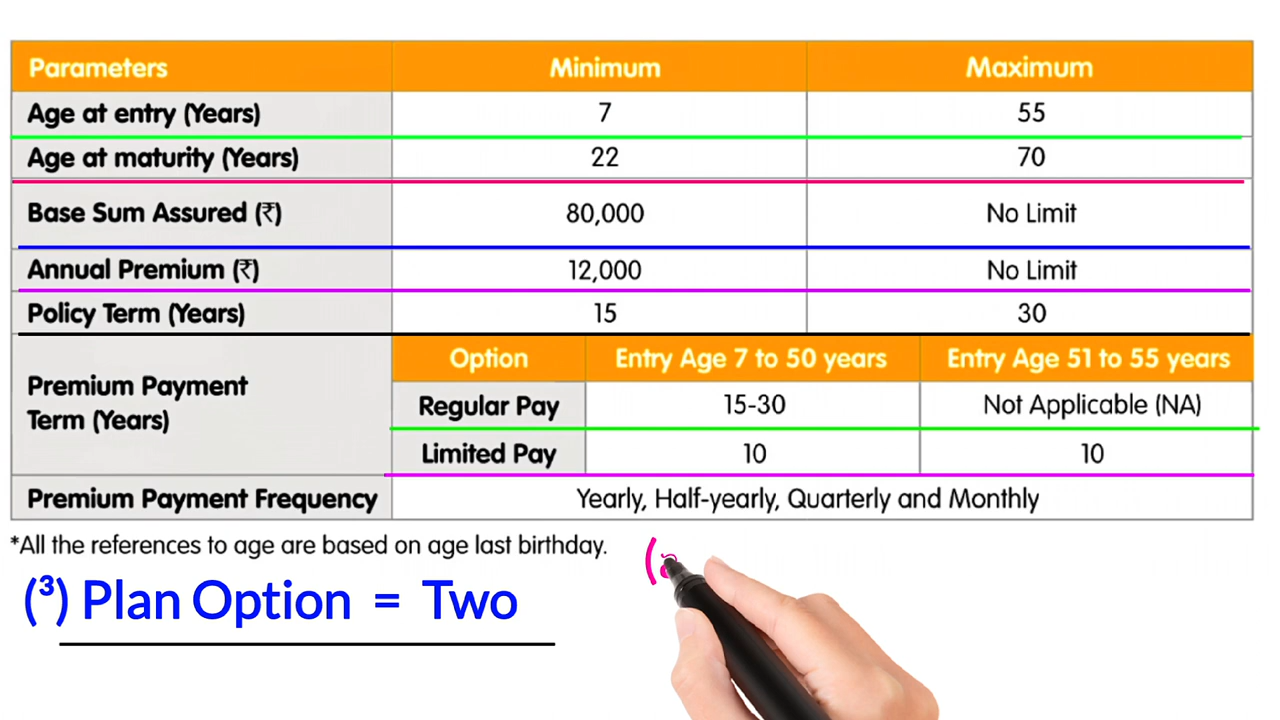 Parameters Minimum Maximum
Age at entry (Years) 7 55
Age at maturity (Years) 22 70
Base Sum Assured (₹) 80,000 No Limit
Annual Premium (₹) 12,000 No Limit
Policy Term (Years) 15 30
Premium Payment
Term (Years)
Option Entry Age 7 to 50 years Entry Age 51 to 55 years
Regular Pay 15-30 Not Applicable (NA)
Limited Pay 10 10
Premium Payment Frequency Yearly, Half-yearly, Quarterly and Monthly
*All the references to age are based on age last birthday.
(³) Plan Option = Two